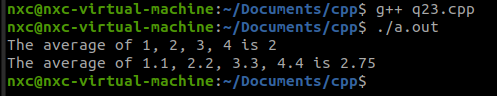 nxc@nxc-virtual-machine:~/Documents/cpp$ g++ q23.cpp
nxc@nxc-virtual-machine:~/Documents/cpp$ ./a.out
The average of 1, 2, 3, 4 is 2
The average of 1.1, 2.2, 3.3, 4.4 is 2.75
nxc@nxc-virtual-machine:~/Documents/cpp$